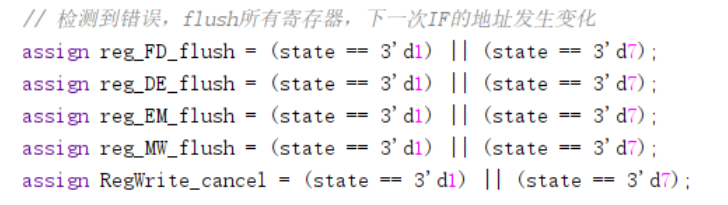 // 检测到错误，flush所有寄存器，下一次IF的地址发生变化
assign reg_FD_flush = (state == 3'd1) || (state == 3'd7);
assign reg_DE_flush = (state == 3'd1) || (state == 3'd7);
assign reg_EM_flush = (state == 3'd1) || (state == 3'd7);
assign reg_MW_flush = (state == 3'd1) || (state == 3'd7);
assign RegWrite_cancel = (state == 3'd1) || (state == 3'd7);